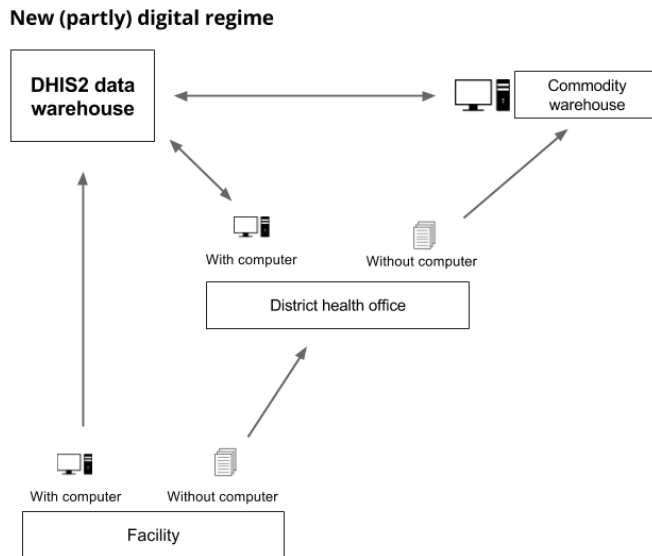 New (partly) digital regime
DHIS2 data
warehouse
Commodity
warehouse
With computer
Without computer
District health office
With computer
Without computer
Facility